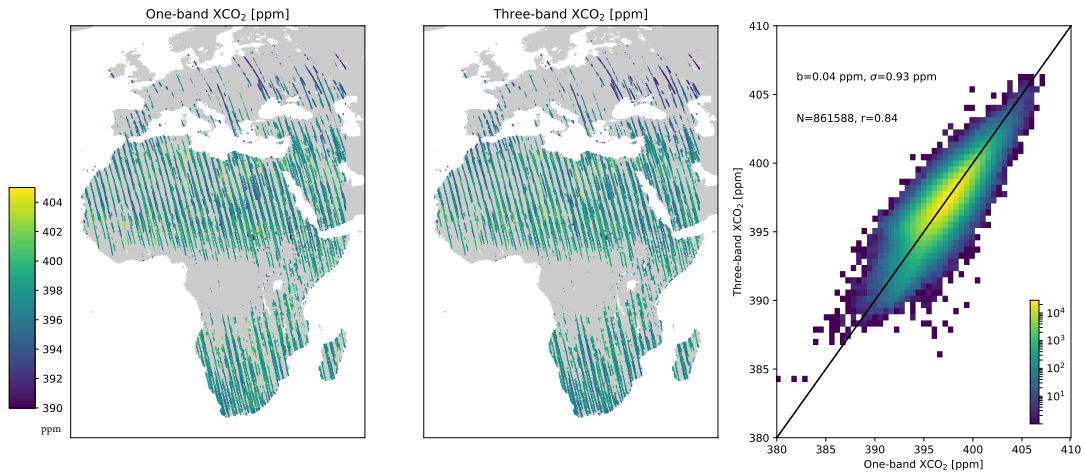 One-band XCO₂ [ppm]
Three-band XCO₂ [ppm]
404
402
400
398
396
394
392
390
ppm
410
405
400
395
390
385
380
Three-band XCO₂ [ppm]
b=0.04 ppm, σ=0.93 ppm
N=861588, r=0.84
10⁴
10³
10²
10¹
380 385 390 395 400 405 410
One-band XCO₂ [ppm]